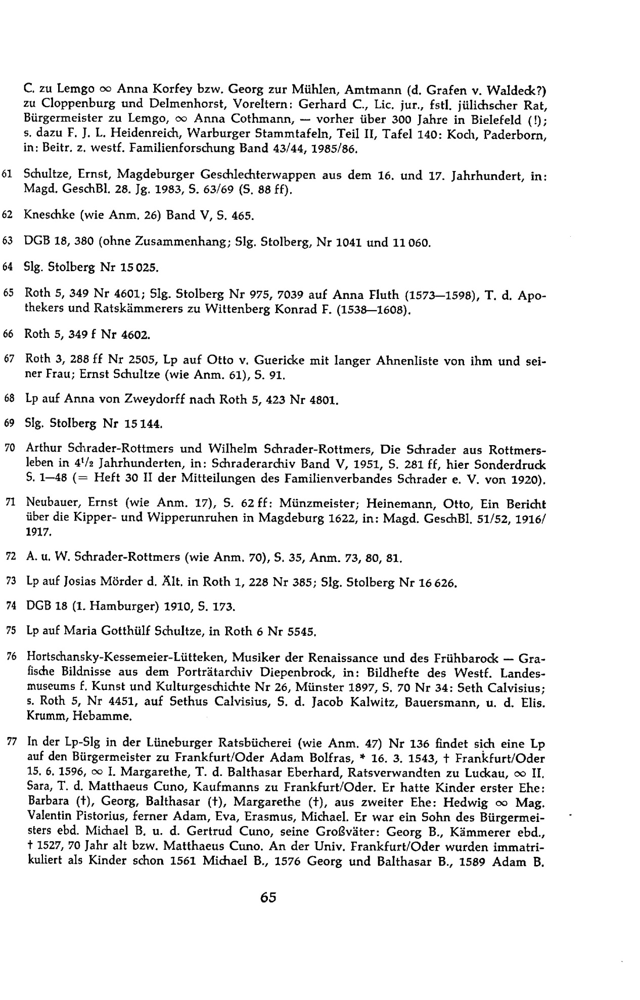 C. zu Lemgo ∞ Anna Korfey bzw. Georg zur Mühlen, Amtmann (d. Grafen v. Waldeck?)
zu Cloppenburg und Delmenhorst, Voreltern: Gerhard C., Lic. jur., fstl. jülichscher Rat,
Bürgermeister zu Lemgo, ∞ Anna Cothmann, — vorher über 300 Jahre in Bielefeld (!);
s. dazu F. J. L. Heidenreich, Warburger Stammtafeln, Teil II, Tafel 140: Koch, Paderborn,
in: Beitr. z. westf. Familienforschung Band 43/44, 1985/86.
61 Schultze, Ernst, Magdeburger Geschlechterwappen aus dem 16. und 17. Jahrhundert, in:
Magd. GeschBl. 28. Jg. 1983, S. 63/69 (S. 88 ff).
62 Kneschke (wie Anm. 26) Band V, S. 465.
63 DGB 18, 380 (ohne Zusammenhang; Slg. Stolberg, Nr 1041 und 11 060.
64 Slg. Stolberg Nr 15 025.
65 Roth 5, 349 Nr 4601; Slg. Stolberg Nr 975, 7039 auf Anna Fluth (1573—1598), T. d. Apo-
thekers und Ratskämmerers zu Wittenberg Konrad F. (1538—1608).
66 Roth 5, 349 f Nr 4602.
67 Roth 3, 288 ff Nr 2505, Lp auf Otto v. Guericke mit langer Ahnenliste von ihm und sei-
ner Frau; Ernst Schultze (wie Anm. 61), S. 91.
68 Lp auf Anna von Zweydorff nach Roth 5, 423 Nr 4801.
69 Slg. Stolberg Nr 15 144.
70 Arthur Schrader-Rottmers und Wilhelm Schrader-Rottmers, Die Schrader aus Rottmers-
leben in 4¹/₂ Jahrhunderten, in: Schraderarchiv Band V, 1951, S. 281 ff, hier Sonderdruck
S. 1—48 (= Heft 30 II der Mitteilungen des Familienverbandes Schrader e. V. von 1920).
71 Neubauer, Ernst (wie Anm. 17), S. 62 ff: Münzmeister; Heinemann, Otto, Ein Bericht
über die Kipper- und Wipperunruhen in Magdeburg 1622, in: Magd. GeschBl. 51/52, 1916/
1917.
72 A. u. W. Schrader-Rottmers (wie Anm. 70), S. 35, Anm. 73, 80, 81.
73 Lp auf Josias Mörder d. Ält. in Roth 1, 228 Nr 385; Slg. Stolberg Nr 16 626.
74 DGB 18 (1. Hamburger) 1910, S. 173.
75 Lp auf Maria Gotthülf Schultze, in Roth 6 Nr 5545.
76 Hortschansky-Kessemeier-Lütteken, Musiker der Renaissance und des Frühbarock — Gra-
fische Bildnisse aus dem Porträtarchiv Diepenbrock, in: Bildhefte des Westf. Landes-
museums f. Kunst und Kulturgeschichte Nr 26, Münster 1897, S. 70 Nr 34: Seth Calvisius;
s. Roth 5, Nr 4451, auf Sethus Calvisius, S. d. Jacob Kalwitz, Bauersmann, u. d. Elis.
Krumm, Hebamme.
77 In der Lp-Slg in der Lüneburger Ratsbücherei (wie Anm. 47) Nr 136 findet sich eine Lp
auf den Bürgermeister zu Frankfurt/Oder Adam Bolfras, * 16. 3. 1543, † Frankfurt/Oder
15. 6. 1596, ∞ I. Margarethe, T. d. Balthasar Eberhard, Ratsverwandten zu Luckau, ∞ II.
Sara, T. d. Matthaeus Cuno, Kaufmanns zu Frankfurt/Oder. Er hatte Kinder erster Ehe:
Barbara (†), Georg, Balthasar (†), Margarethe (†), aus zweiter Ehe: Hedwig ∞ Mag.
Valentin Pistorius, ferner Adam, Eva, Erasmus, Michael. Er war ein Sohn des Bürgermei-
sters ebd. Michael B. u. d. Gertrud Cuno, seine Großväter: Georg B., Kämmerer ebd.,
† 1527, 70 Jahr alt bzw. Matthaeus Cuno. An der Univ. Frankfurt/Oder wurden immatri-
kuliert als Kinder schon 1561 Michael B., 1576 Georg und Balthasar B., 1589 Adam B.
65